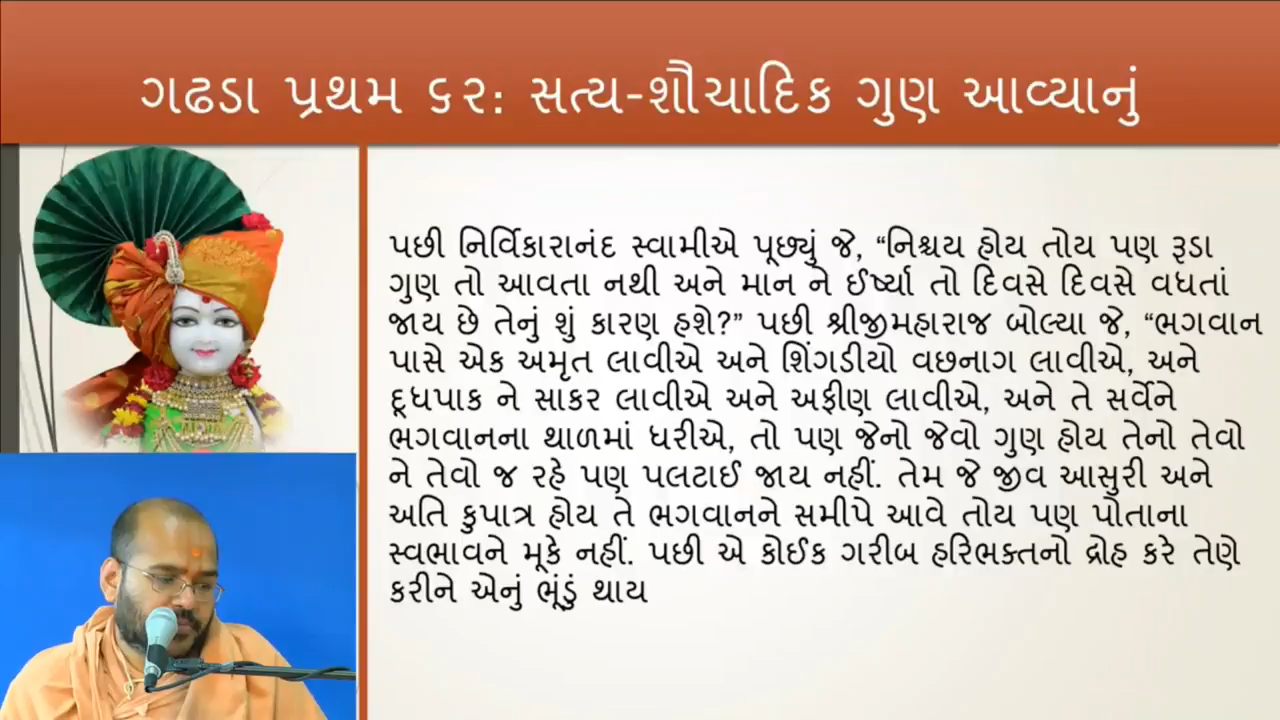 ગઢડા પ્રથમ ૬૨: સત્ય-શૌચાદિક ગુણ આવ્યાનું
પછી નિર્વિકારાનંદ સ્વામીએ પૂછ્યું જે, “નિશ્ચય હોય તોય પણ રૂડા
ગુણ તો આવતા નથી અને માન ને ઈર્ષ્યા તો દિવસે દિવસે વધતાં
જાય છે તેનું શું કારણ હશે?” પછી શ્રીજીમહારાજ બોલ્યા જે, “ભગવાન
પાસે એક અમૃત લાવીએ અને શિંગડીયો વછનાગ લાવીએ, અને
દૂધપાક ને સાકર લાવીએ અને અફીણ લાવીએ, અને તે સર્વેને
ભગવાનના થાળમાં ધરીએ, તો પણ જેનો જેવો ગુણ હોય તેનો તેવો
ને તેવો જ રહે પણ પલટાઈ જાય નહીં. તેમ જે જીવ આસુરી અને
અતિ કુપાત્ર હોય તે ભગવાનને સમીપે આવે તોય પણ પોતાના
સ્વભાવને મૂકે નહીં. પછી એ કોઈક ગરીબ હરિભક્તનો દ્રોહ કરે તેણે
કરીને એનું ભૂંડું થાય